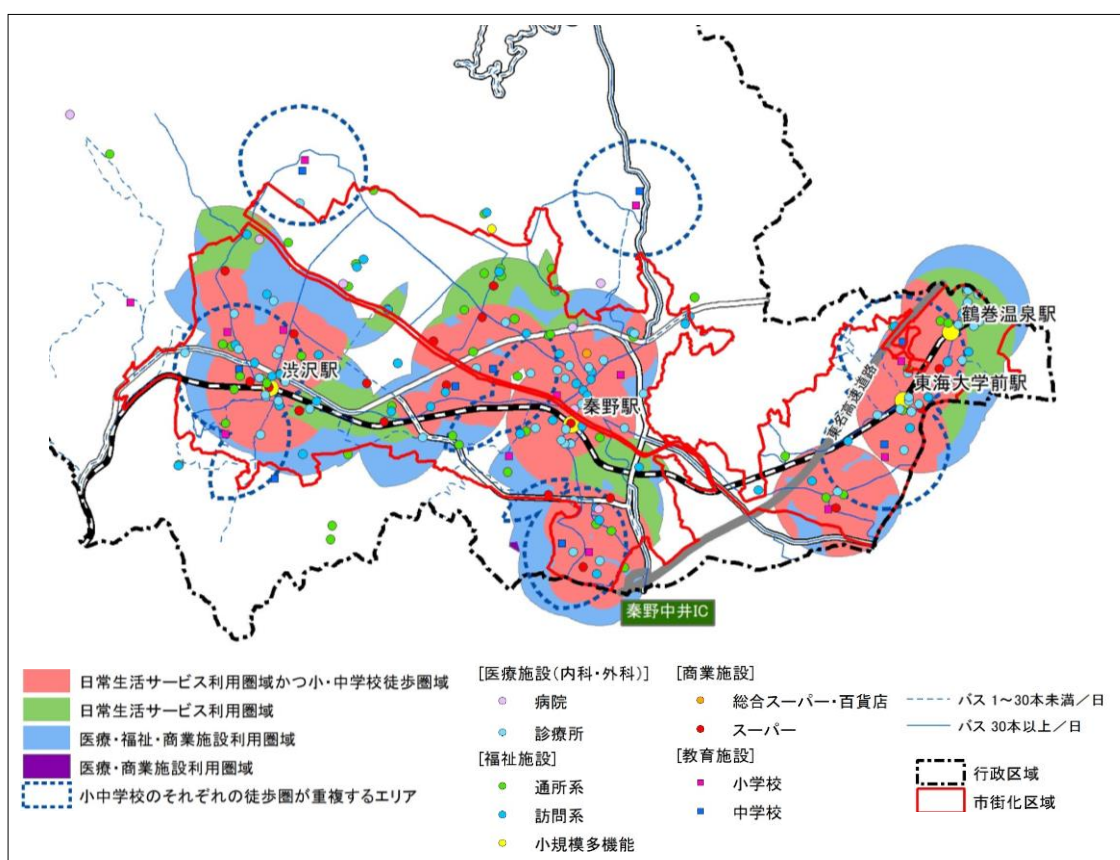 鶴巻温泉駅
渋沢駅
東海大学前駅
秦野駅
東名高速道路
秦野中井IC
日常生活サービス利用圏域かつ小・中学校徒歩圏域
日常生活サービス利用圏域
医療・福祉・商業施設利用圏域
医療・商業施設利用圏域
小中学校のそれぞれの徒歩圏が重複するエリア
[医療施設(内科・外科)]
病院
診療所
[福祉施設]
通所系
訪問系
小規模多機能
[商業施設]
総合スーパー・百貨店
スーパー
[教育施設]
小学校
中学校
バス 1～30本未満／日
バス 30本以上／日
行政区域
市街化区域